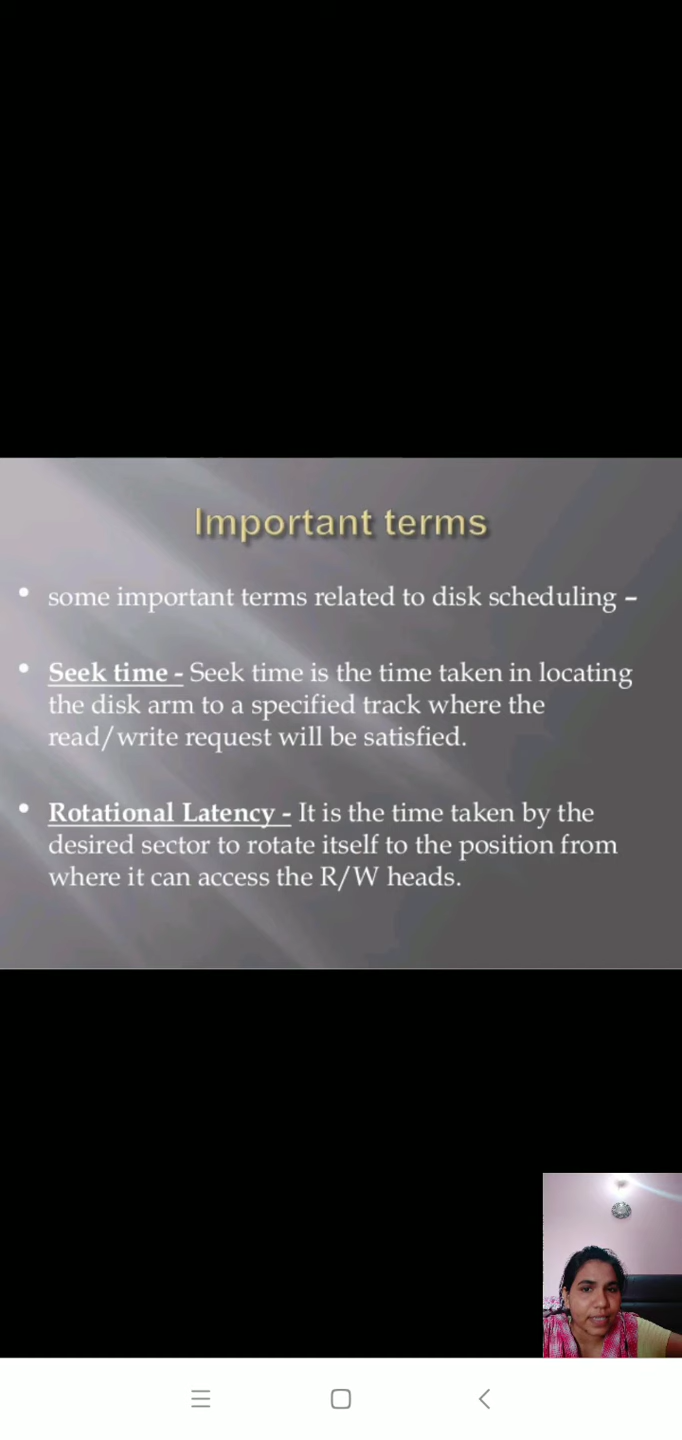 Important terms
• some important terms related to disk scheduling –
• Seek time - Seek time is the time taken in locating
the disk arm to a specified track where the
read/write request will be satisfied.
• Rotational Latency - It is the time taken by the
desired sector to rotate itself to the position from
where it can access the R/W heads.